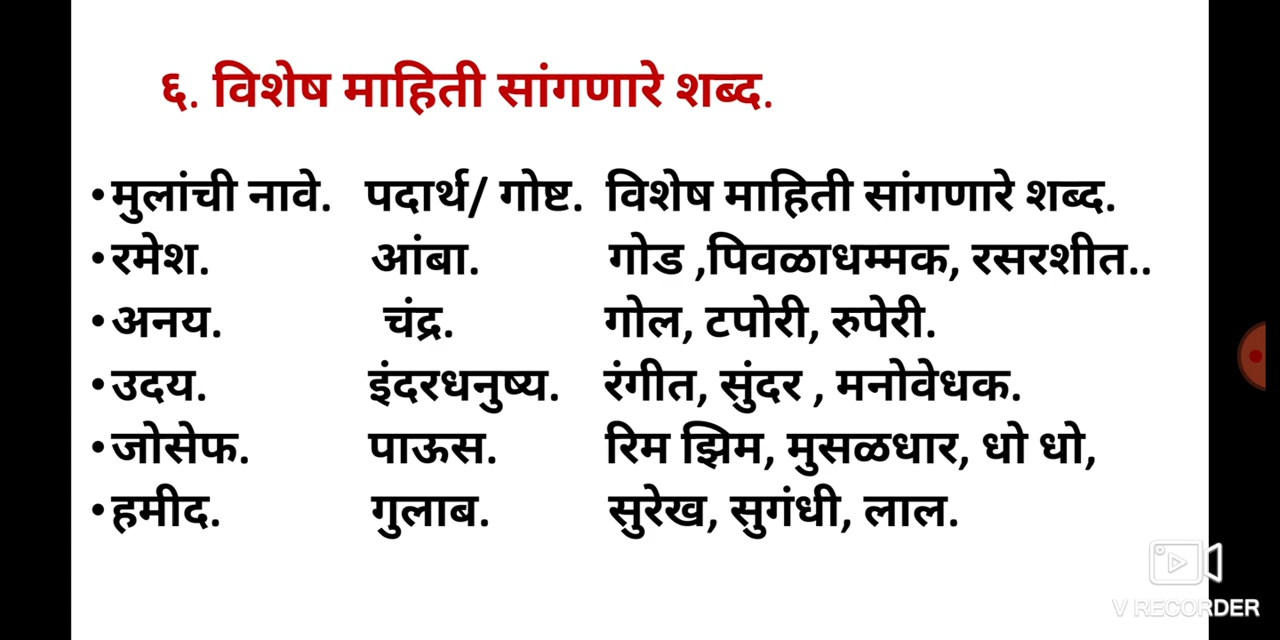 ६. विशेष माहिती सांगणारे शब्द.
•मुलांची नावे. पदार्थ/ गोष्ट. विशेष माहिती सांगणारे शब्द.
•रमेश. आंबा. गोड ,पिवळाधम्मक, रसरशीत..
•अनय. चंद्र. गोल, टपोरी, रुपेरी.
•उदय. इंदरधनुष्य. रंगीत, सुंदर , मनोवेधक.
•जोसेफ. पाऊस. रिम झिम, मुसळधार, धो धो,
•हमीद. गुलाब. सुरेख, सुगंधी, लाल.
V RECORDER